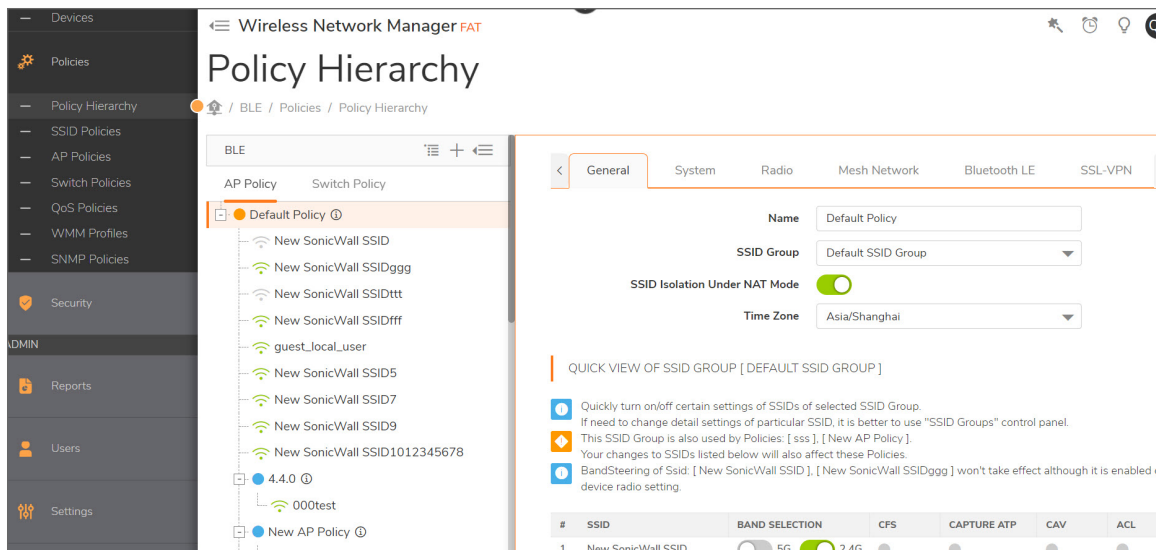 Devices
Wireless Network Manager FAT
Policies
Policy Hierarchy
Policy Hierarchy
/ BLE / Policies / Policy Hierarchy
SSID Policies
AP Policies
Switch Policies
QoS Policies
WMM Profiles
SNMP Policies
Security
ADMIN
Reports
Users
Settings
BLE
AP Policy Switch Policy
Default Policy
New SonicWall SSID
New SonicWall SSIDggg
New SonicWall SSIDttt
New SonicWall SSIDfff
guest_local_user
New SonicWall SSID5
New SonicWall SSID7
New SonicWall SSID9
New SonicWall SSID1012345678
4.4.0
000test
New AP Policy
General System Radio Mesh Network Bluetooth LE SSL-VPN
Name Default Policy
SSID Group Default SSID Group
SSID Isolation Under NAT Mode
Time Zone Asia/Shanghai
QUICK VIEW OF SSID GROUP [ DEFAULT SSID GROUP ]
Quickly turn on/off certain settings of SSIDs of selected SSID Group.
If need to change detail settings of particular SSID, it is better to use "SSID Groups" control panel.
This SSID Group is also used by Policies: [ sss ], [ New AP Policy ].
Your changes to SSIDs listed below will also affect these Policies.
BandSteering of Ssid: [ New SonicWall SSID ], [ New SonicWall SSIDggg ] won't take effect although it is enabled
device radio setting.
# SSID BAND SELECTION CFS CAPTURE ATP CAV ACL
1 New SonicWall SSID 5G 2.4G